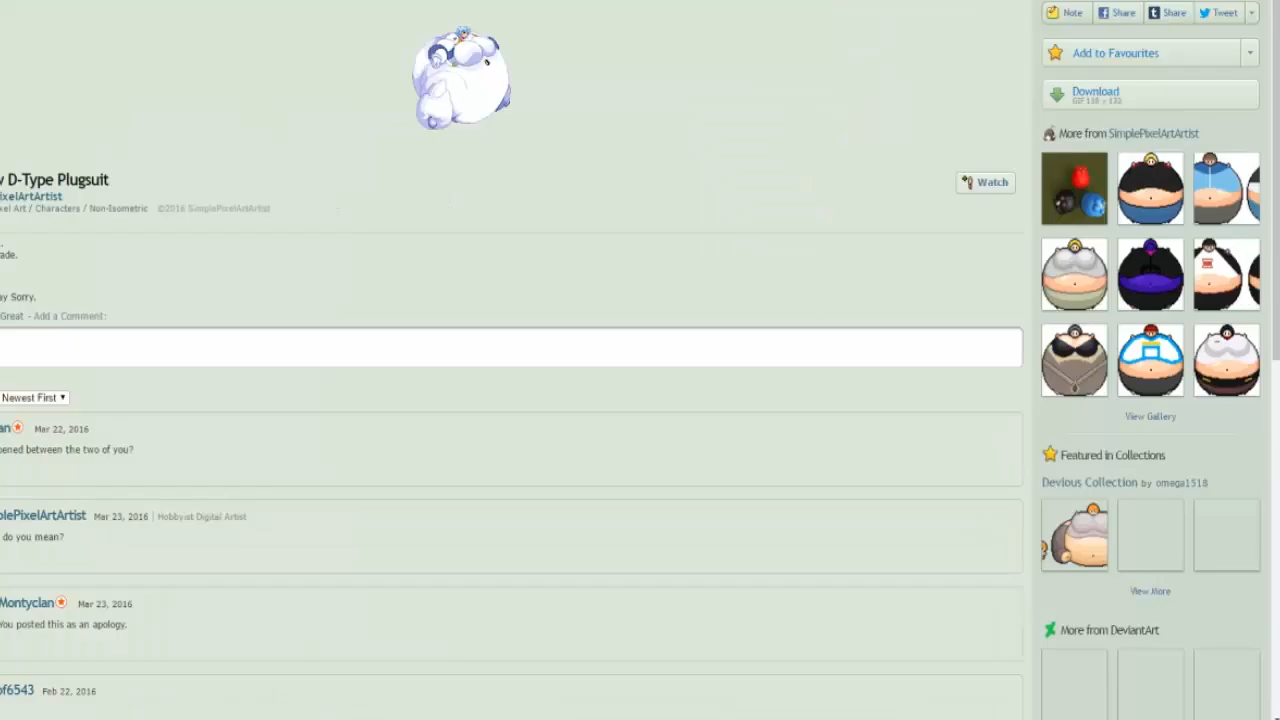 Note Share Share Tweet
Add to Favourites
Download
GIF 118 x 132
More from SimplePixelArtArtist
D-Type Plugsuit
Watch
ixelArtArtist
xel Art / Characters / Non-Isometric ©2016 SimplePixelArtArtist
ade.
ay Sorry.
Great - Add a Comment:
Newest First ▼
an Mar 22, 2016
pened between the two of you?
View Gallery
Featured in Collections
Devious Collection by omega1518
plePixelArtArtist Mar 23, 2016 | Hobbyist Digital Artist
do you mean?
View More
Montyclan Mar 23, 2016
You posted this as an apology.
More from DeviantArt
of6543 Feb 22, 2016